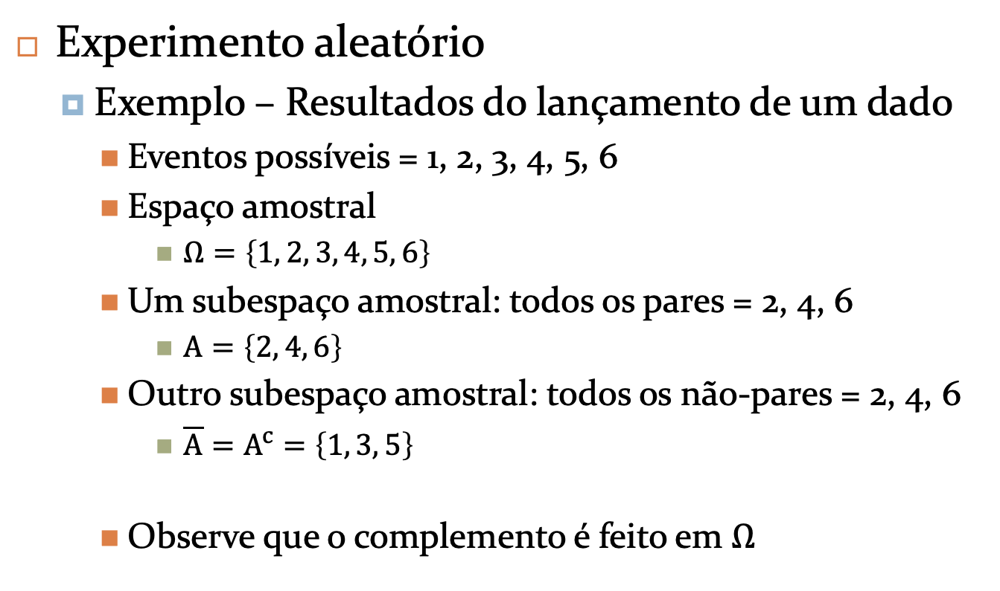 Experimento aleatório
Exemplo – Resultados do lançamento de um dado
Eventos possíveis = 1, 2, 3, 4, 5, 6
Espaço amostral
Ω = {1, 2, 3, 4, 5, 6}
Um subespaço amostral: todos os pares = 2, 4, 6
A = {2, 4, 6}
Outro subespaço amostral: todos os não-pares = 2, 4, 6
A̅ = Aᶜ = {1, 3, 5}
Observe que o complemento é feito em Ω